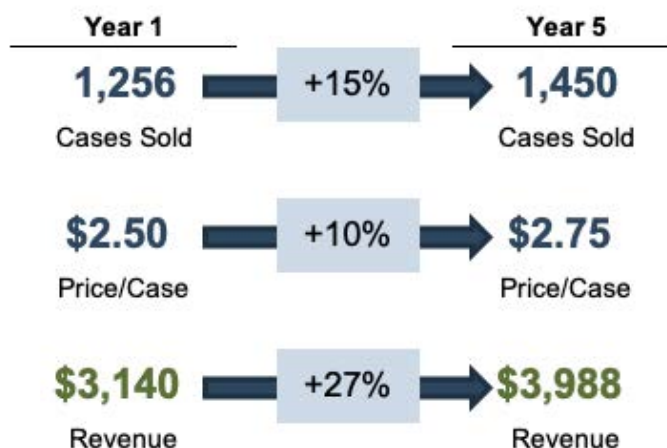 Year 1 Year 5
1,256 +15% 1,450
Cases Sold Cases Sold
$2.50 +10% $2.75
Price/Case Price/Case
$3,140 +27% $3,988
Revenue Revenue